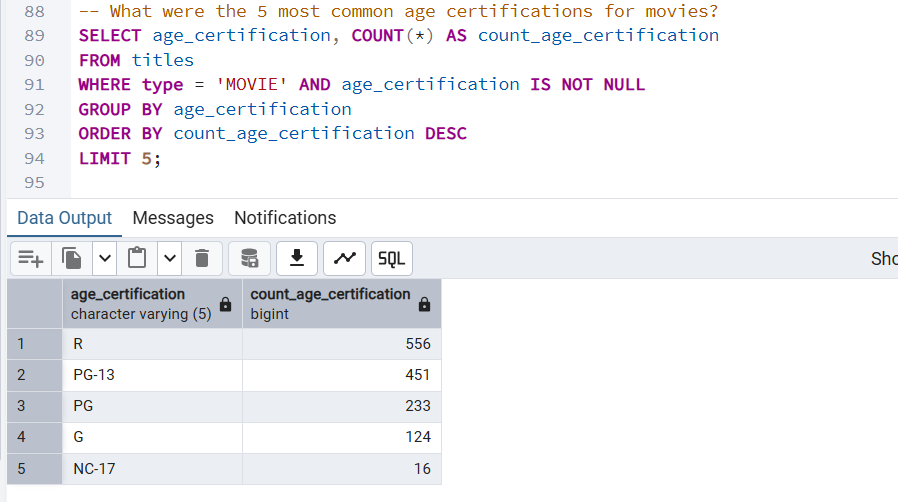 88 -- What were the 5 most common age certifications for movies?
89 SELECT age_certification, COUNT(*) AS count_age_certification
90 FROM titles
91 WHERE type = 'MOVIE' AND age_certification IS NOT NULL
92 GROUP BY age_certification
93 ORDER BY count_age_certification DESC
94 LIMIT 5;
95
Data Output Messages Notifications
SQL
age_certification count_age_certification
character varying (5) bigint
1 R 556
2 PG-13 451
3 PG 233
4 G 124
5 NC-17 16